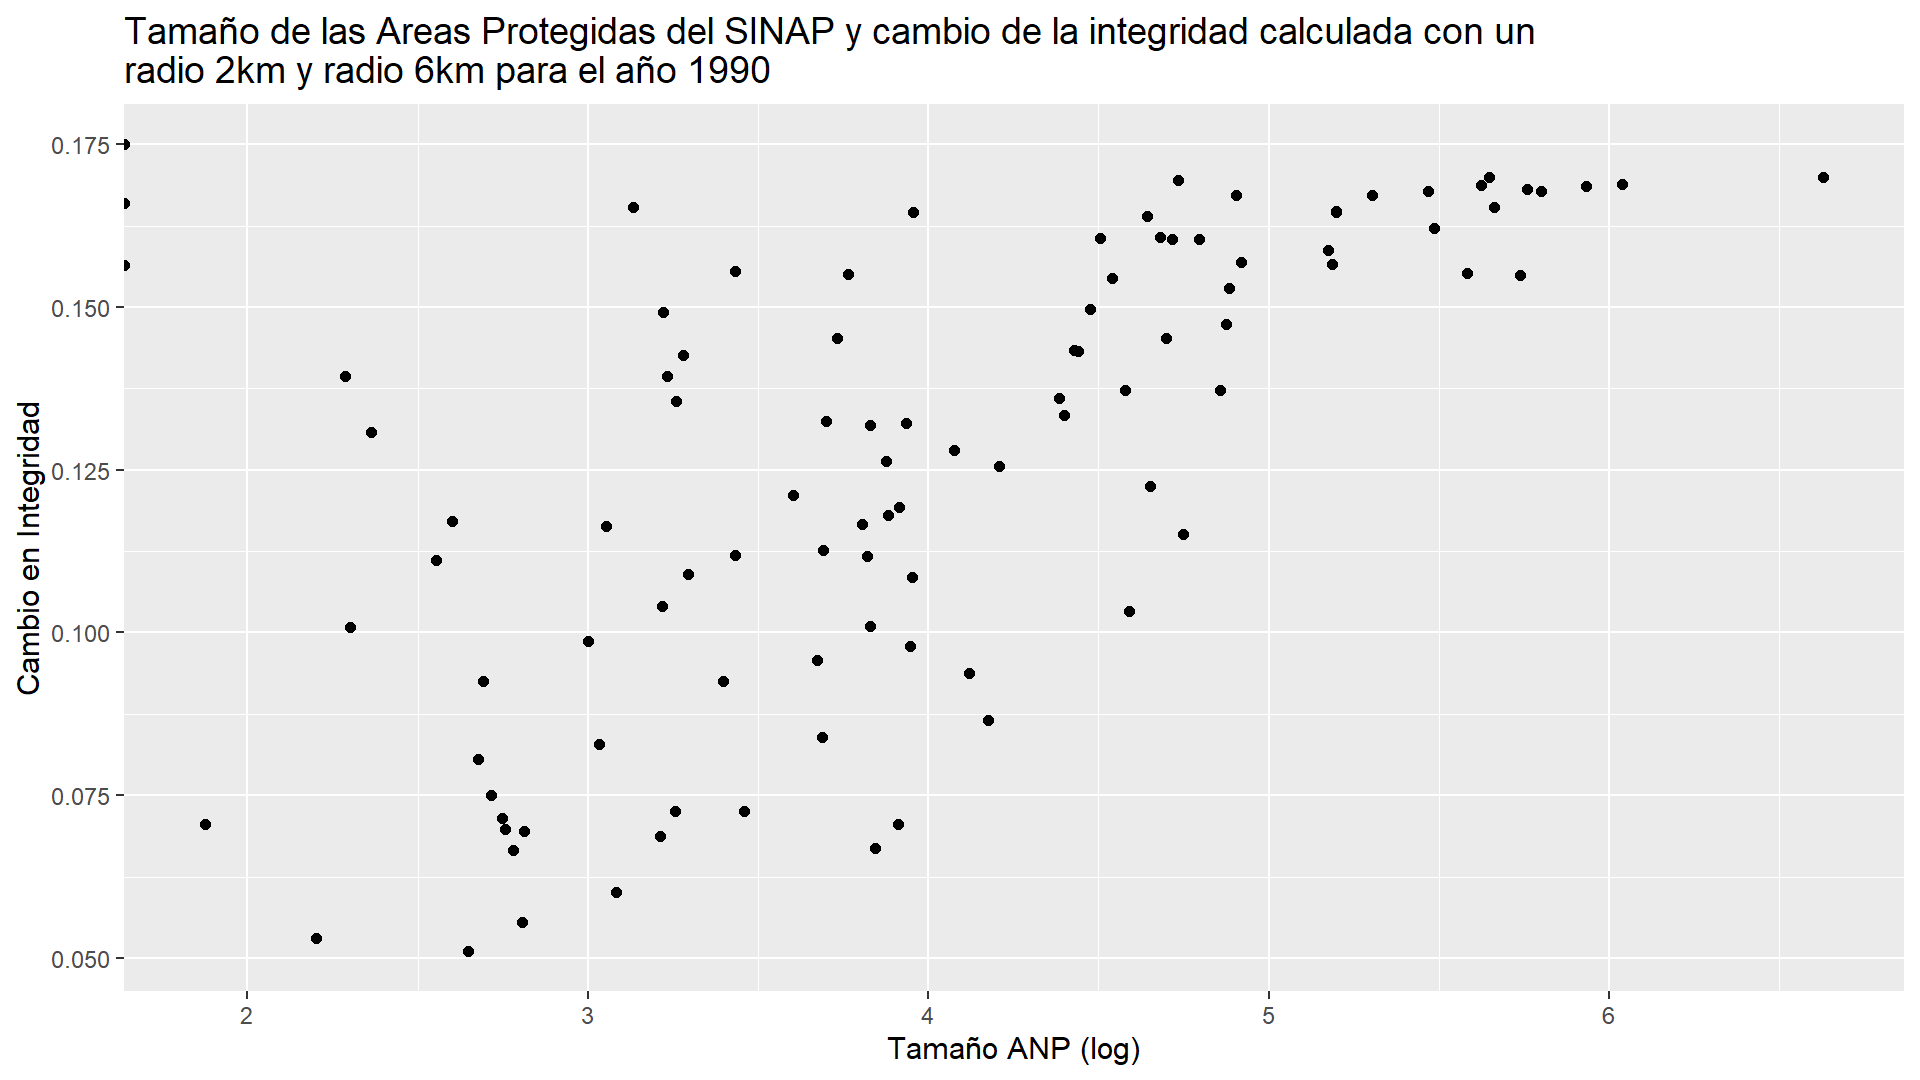 Tamaño de las Areas Protegidas del SINAP y cambio de la integridad calculada con un
radio 2km y radio 6km para el año 1990
Cambio en Integridad
0.175
0.150
0.125
0.100
0.075
0.050
2
3
4
5
6
Tamaño ANP (log)